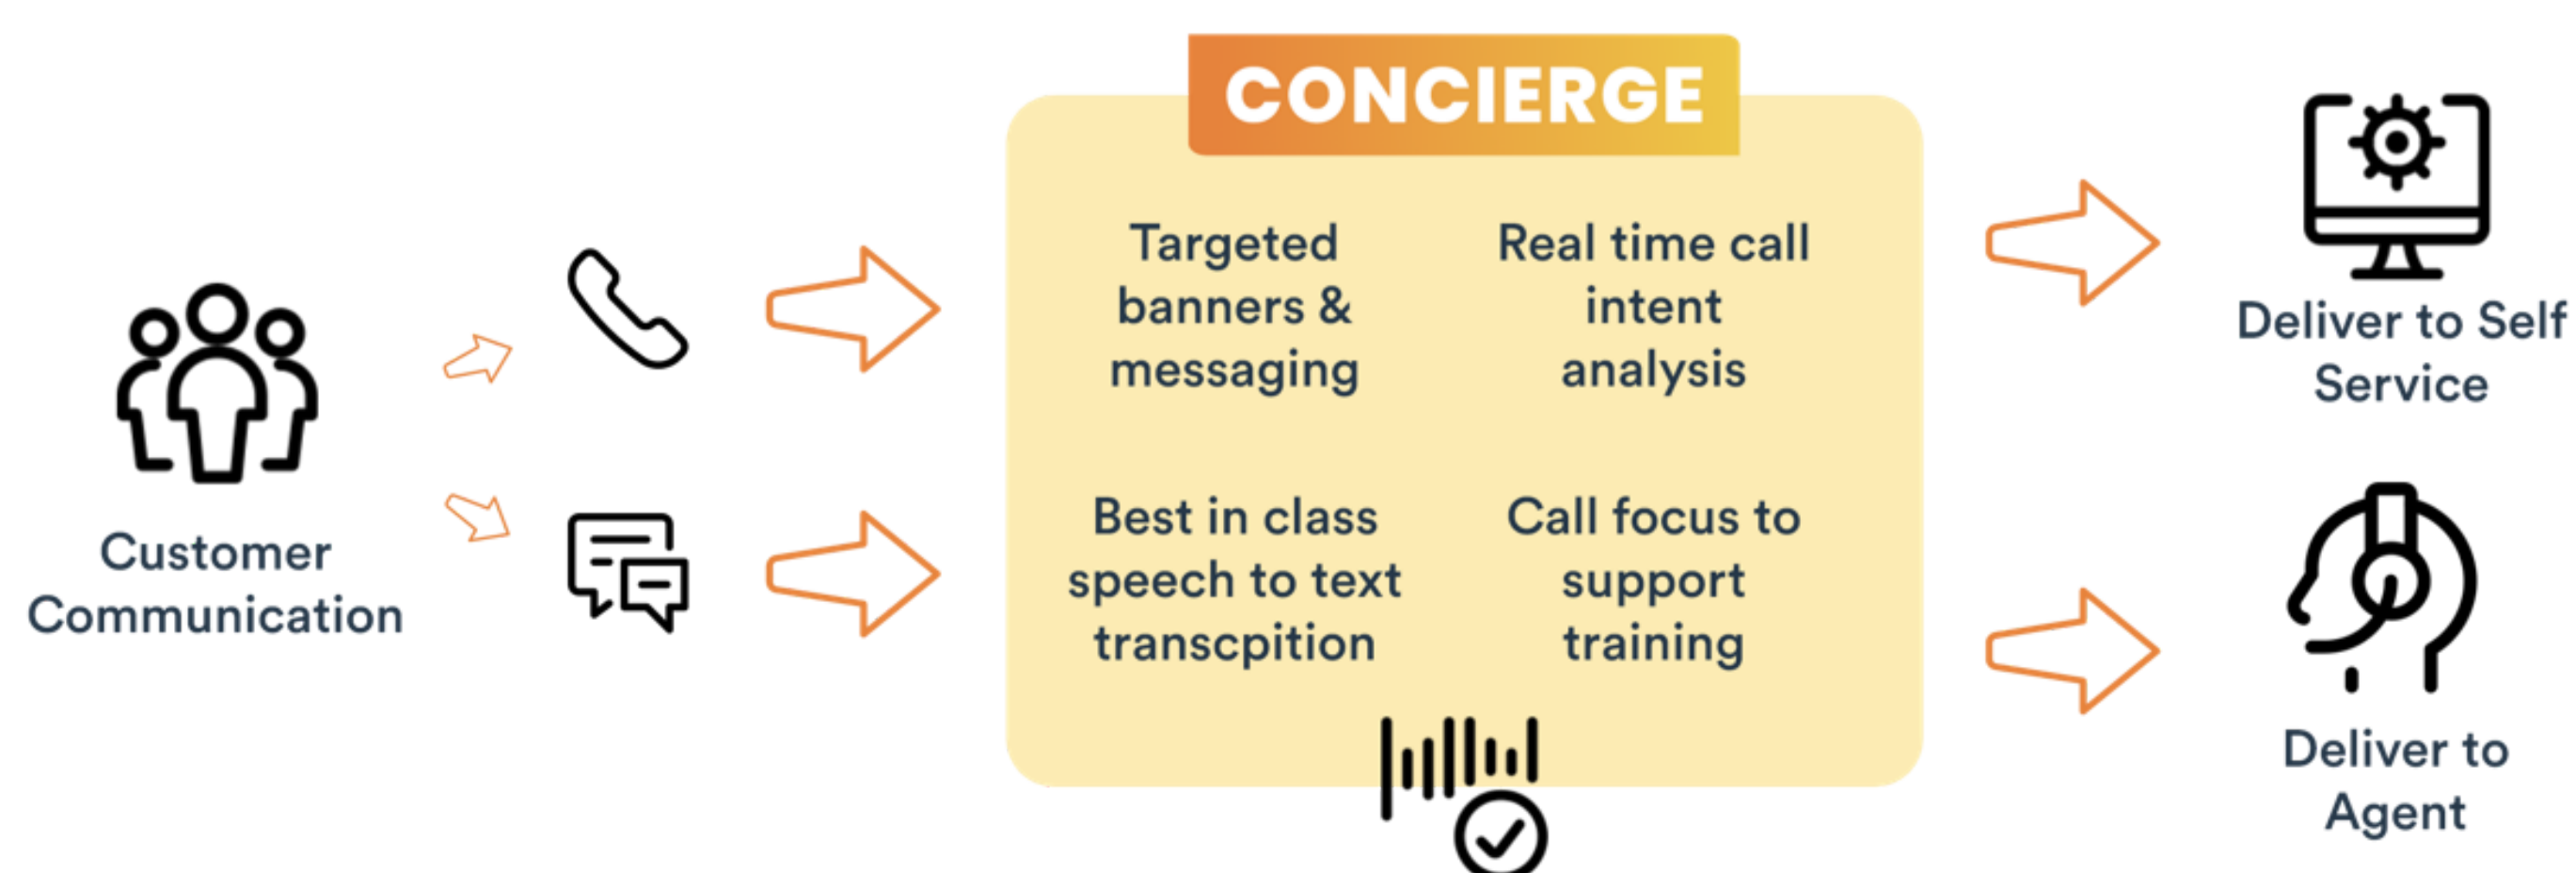 Customer
Communication
CONCIERGE
Targeted
banners &
messaging
Real time call
intent
analysis
Best in class
speech to text
transcpition
Call focus to
support
training
Deliver to Self
Service
Deliver to
Agent